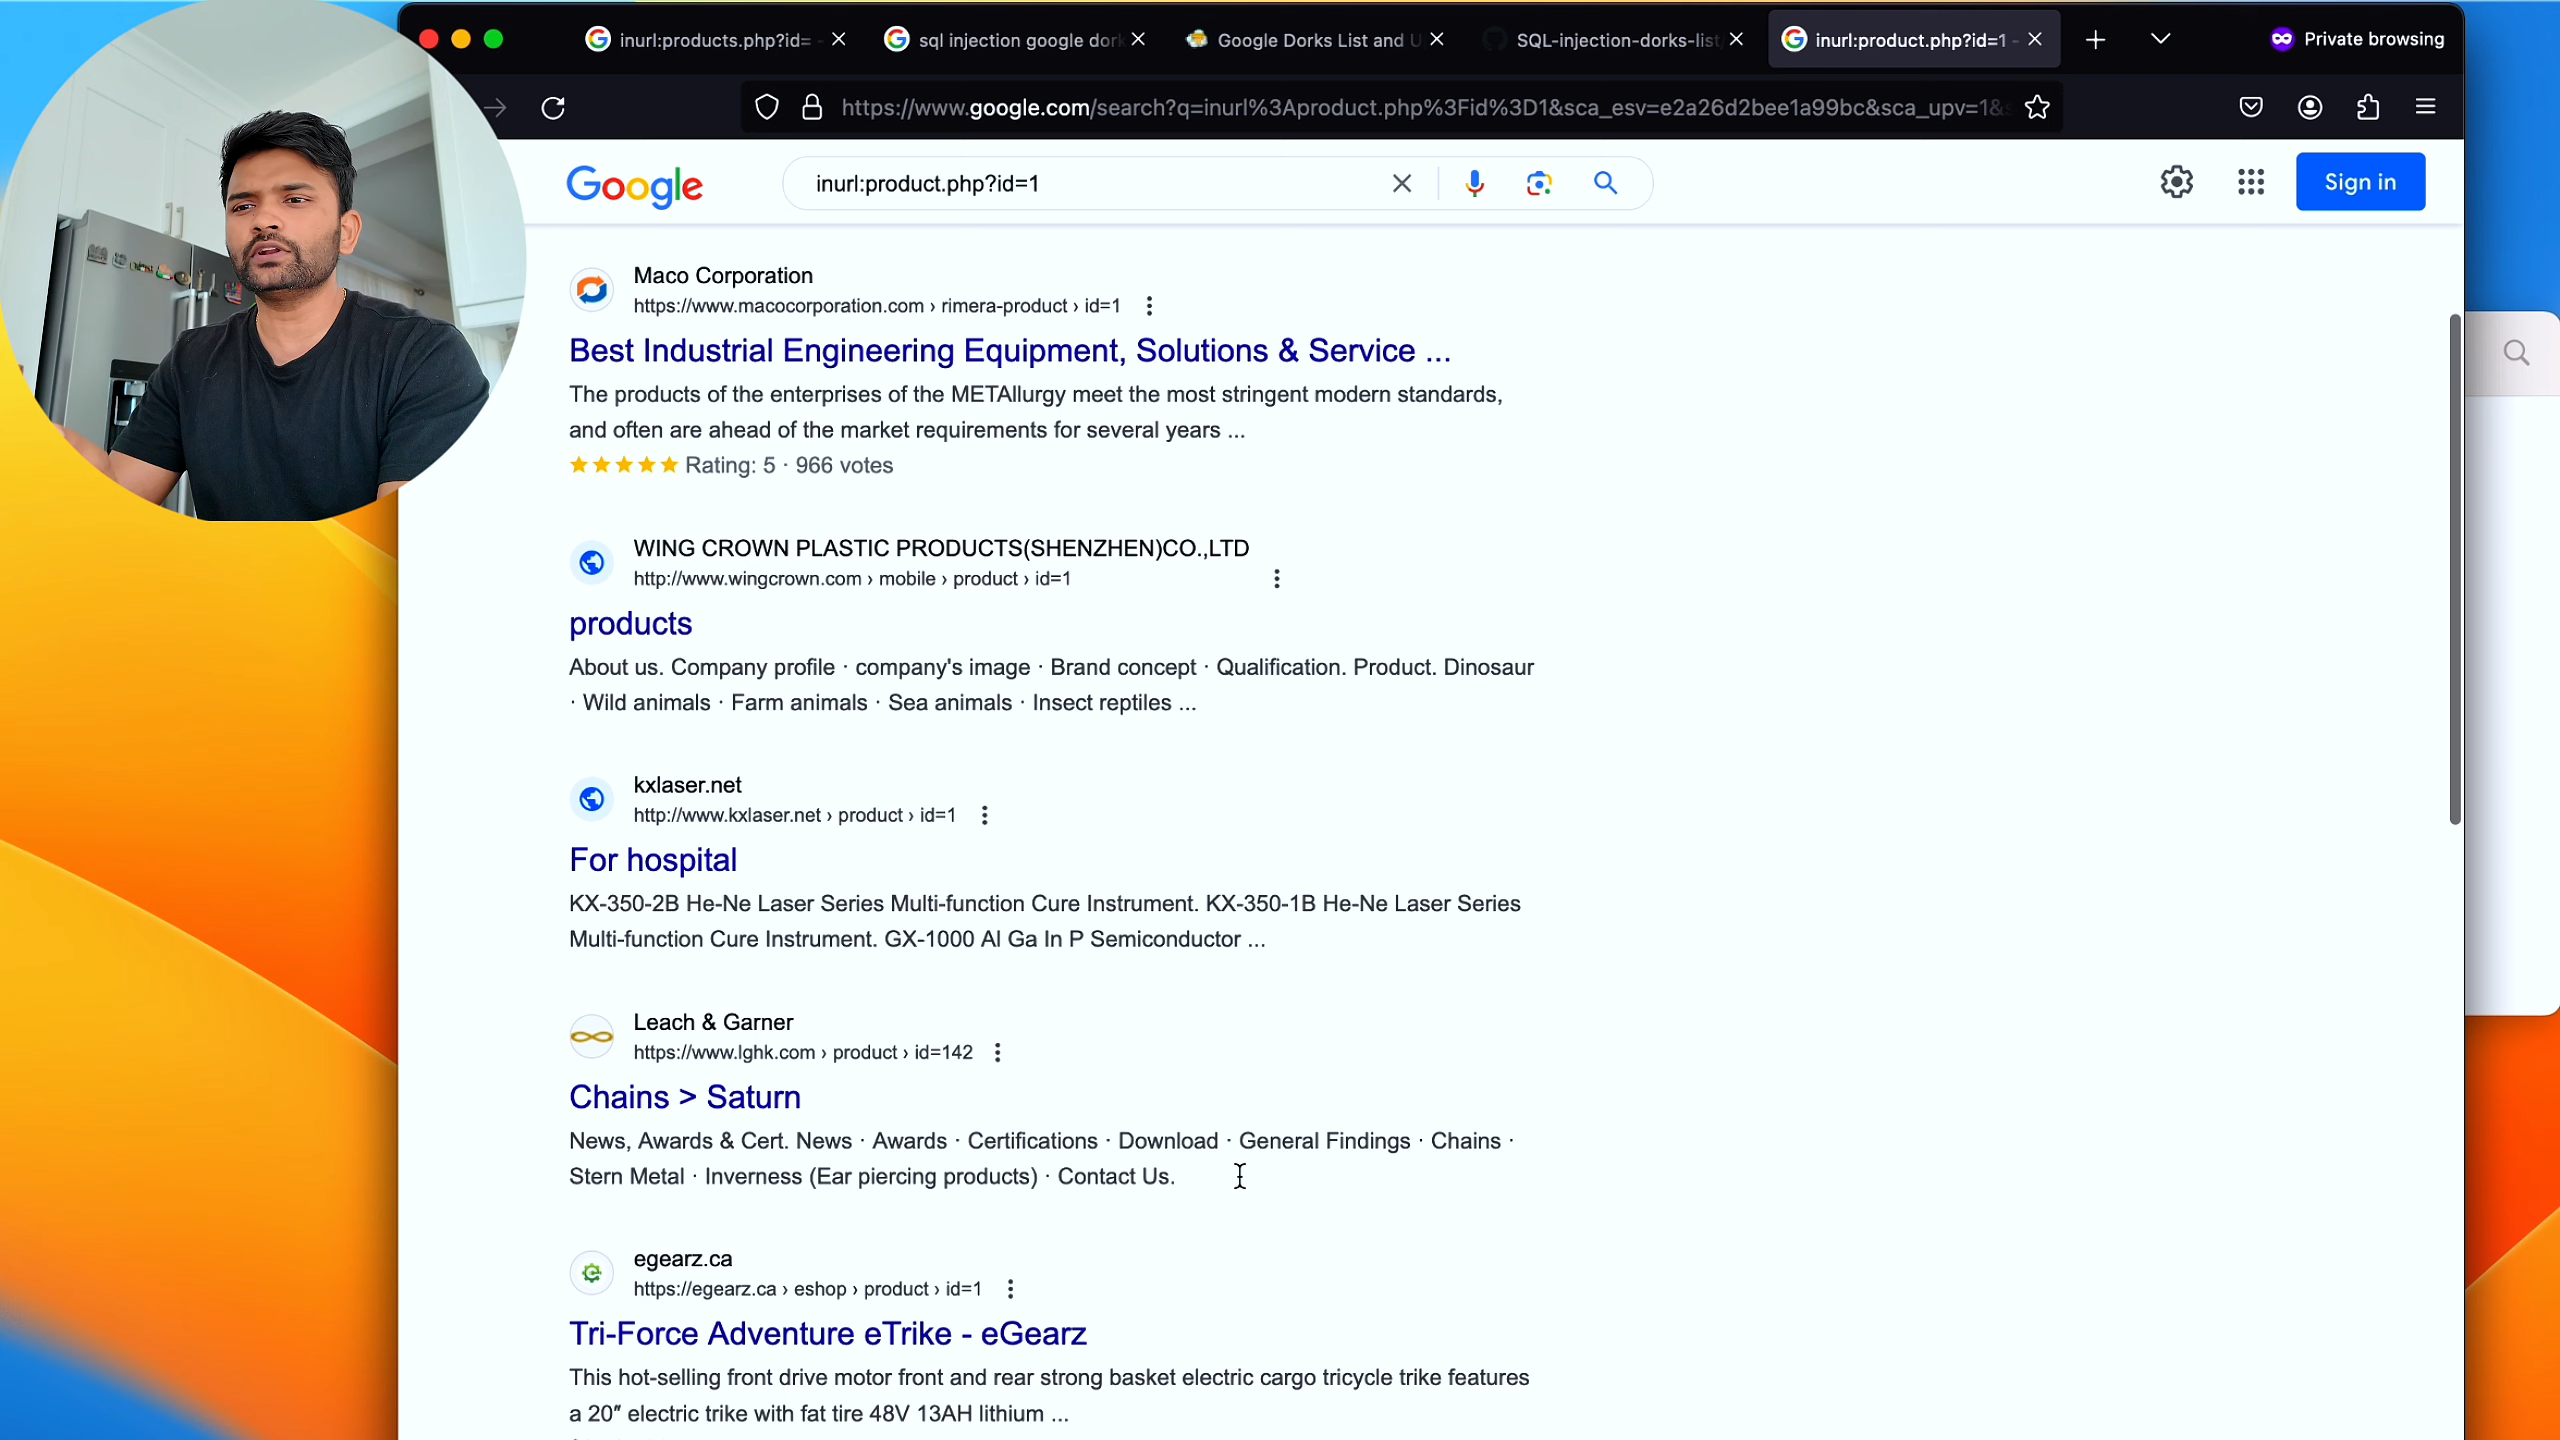 inurl:products.php?id= -
sql injection google dork
Google Dorks List and U
SQL-injection-dorks-list
inurl:product.php?id=1 -
Private browsing
https://www.google.com/search?q=inurl%3Aproduct.php%3Fid%3D1&sca_esv=e2a26d2bee1a99bc&sca_upv=1&
Google
inurl:product.php?id=1
Sign in
Maco Corporation
https://www.macocorporation.com › rimera-product › id=1
Best Industrial Engineering Equipment, Solutions & Service ...
The products of the enterprises of the METAllurgy meet the most stringent modern standards,
and often are ahead of the market requirements for several years ...
Rating: 5 · 966 votes
WING CROWN PLASTIC PRODUCTS(SHENZHEN)CO.,LTD
http://www.wingcrown.com › mobile › product › id=1
products
About us. Company profile · company's image · Brand concept · Qualification. Product. Dinosaur
· Wild animals · Farm animals · Sea animals · Insect reptiles ...
kxlaser.net
http://www.kxlaser.net › product › id=1
For hospital
KX-350-2B He-Ne Laser Series Multi-function Cure Instrument. KX-350-1B He-Ne Laser Series
Multi-function Cure Instrument. GX-1000 Al Ga In P Semiconductor ...
Leach & Garner
https://www.lghk.com › product › id=142
Chains > Saturn
News, Awards & Cert. News · Awards · Certifications · Download · General Findings · Chains ·
Stern Metal · Inverness (Ear piercing products) · Contact Us.
egearz.ca
https://egearz.ca › eshop › product › id=1
Tri-Force Adventure eTrike - eGearz
This hot-selling front drive motor front and rear strong basket electric cargo tricycle trike features
a 20″ electric trike with fat tire 48V 13AH lithium ...